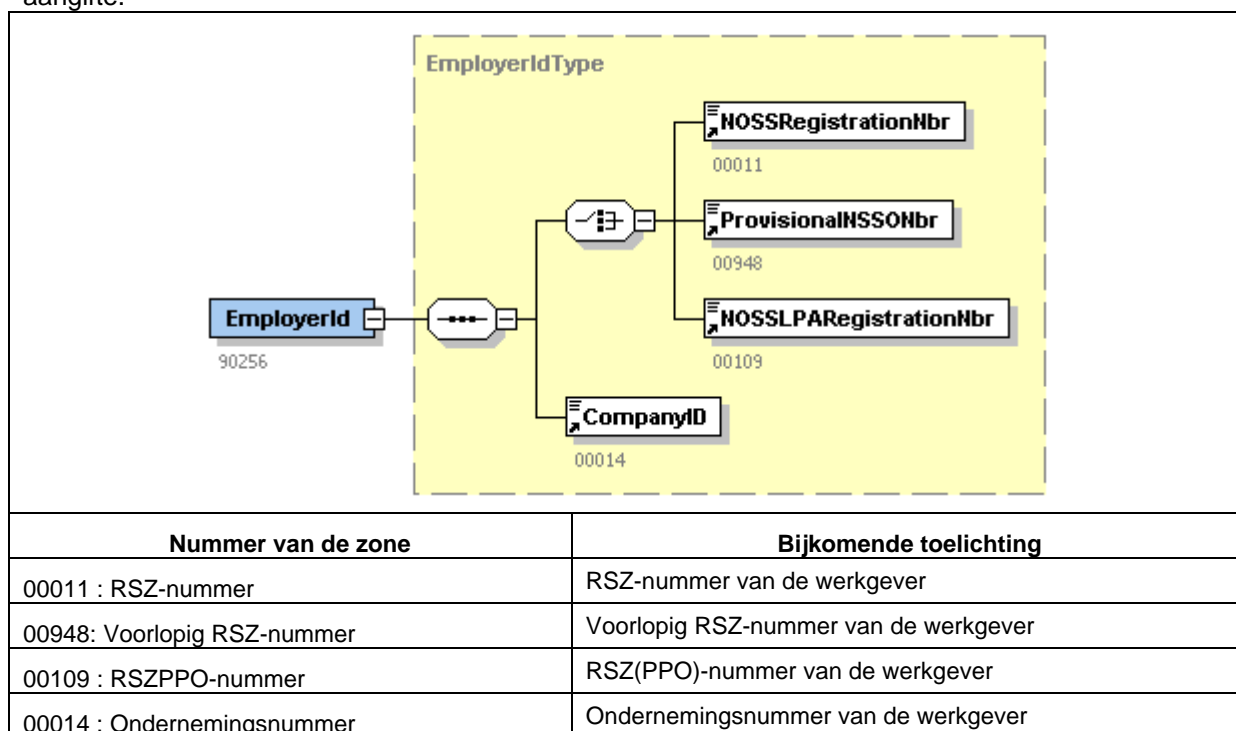 aangifte.
EmployerIdType
NOSSRegistrationNbr
00011
ProvisionalNSSONbr
00948
EmployerId
90256
NOSSLPARegistrationNbr
00109
CompanyID
00014
Nummer van de zone Bijkomende toelichting
00011 : RSZ-nummer RSZ-nummer van de werkgever
00948: Voorlopig RSZ-nummer Voorlopig RSZ-nummer van de werkgever
00109 : RSZPPO-nummer RSZ(PPO)-nummer van de werkgever
00014 : Ondernemingsnummer Ondernemingsnummer van de werkgever